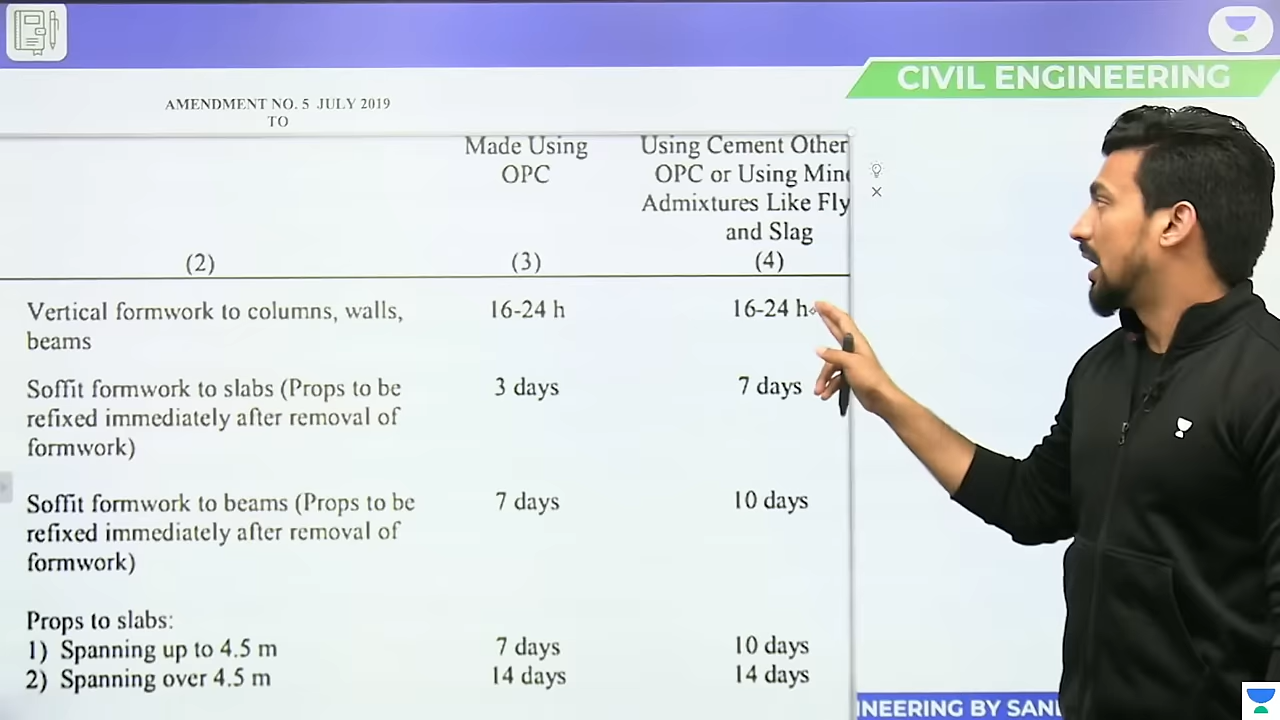 CIVIL ENGINEERING
AMENDMENT NO. 5 JULY 2019
TO
Made Using
OPC
Using Cement Other
OPC or Using
Admixtures Like Fly
and Slag
(2)
(3)
(4)
Vertical formwork to columns, walls,
beams
16-24 h
16-24 h
Soffit formwork to slabs (Props to be
refixed immediately after removal of
formwork)
3 days
7 days
Soffit formwork to beams (Props to be
refixed immediately after removal of
formwork)
7 days
10 days
Props to slabs:
1) Spanning up to 4.5 m
7 days
10 days
2) Spanning over 4.5 m
14 days
14 days
BY